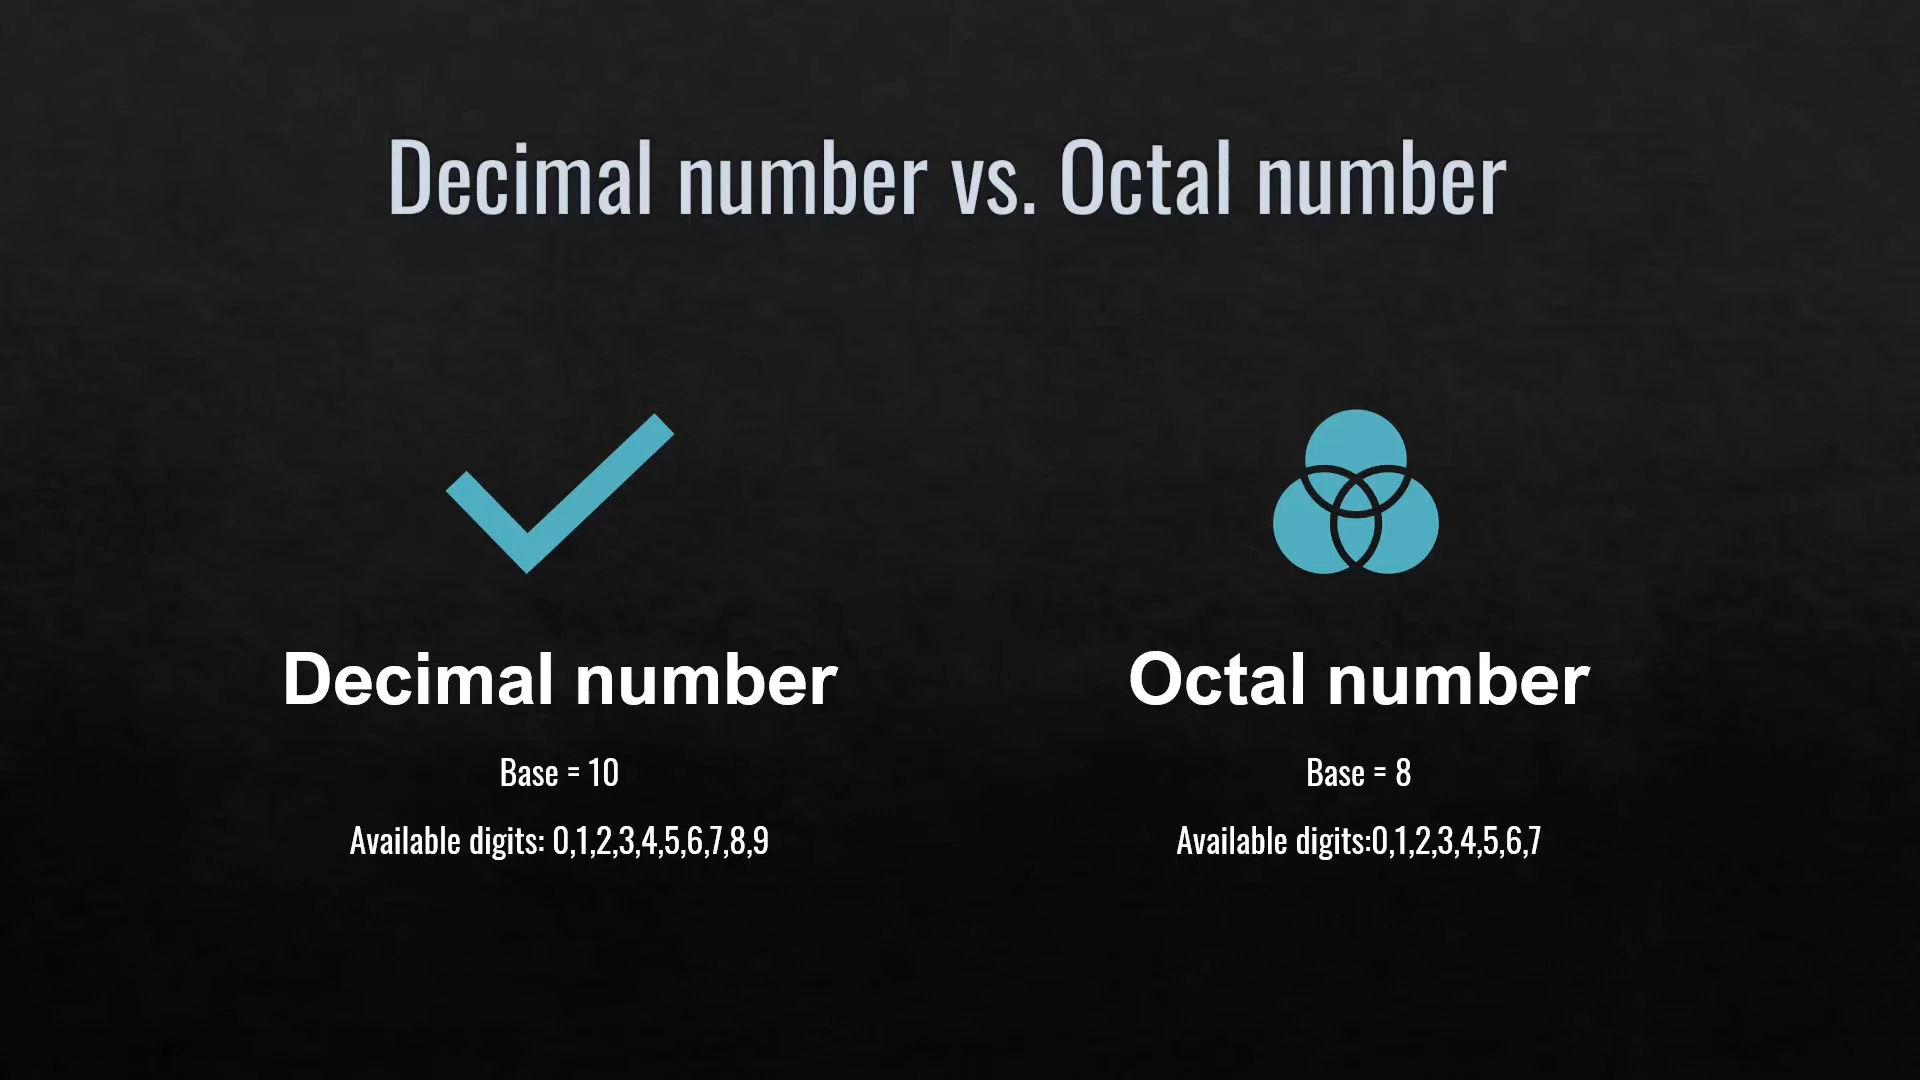 Decimal number vs. Octal number
Decimal number
Base = 10
Available digits: 0,1,2,3,4,5,6,7,8,9
Octal number
Base = 8
Available digits:0,1,2,3,4,5,6,7